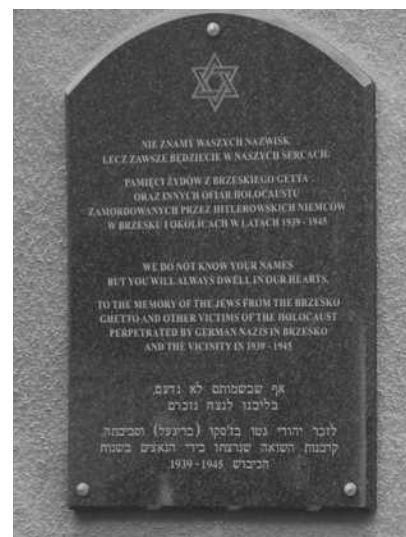 NIE ZNAMY WASZYCH NAZWISK,
LECZ ZAWSZE BĘDZIECIE W NASZYCH SERCACH.
PAMIĘCI ŻYDÓW Z BRZESKIEGO GETTA
ORAZ INNYCH OFIAR HOLOCAUSTU
ZAMORDOWANYCH PRZEZ HITLEROWSKICH NIEMCÓW
W BRZESKU I OKOLICACH W LATACH 1939 - 1945
WE DO NOT KNOW YOUR NAMES
BUT YOU WILL ALWAYS DWELL IN OUR HEARTS.
TO THE MEMORY OF THE JEWS FROM THE BRZESKO
GHETTO AND OTHER VICTIMS OF THE HOLOCAUST
PERPETRATED BY GERMAN NAZIS IN BRZESKO
AND THE VICINITY IN 1939 - 1945
אף שבשמותם לא נדעם,
בליבנו לנצח נזכרם
לזכר יהודי גטו בז'סקו (בריגעל) וסביבתה,
קרבנות השואה שנרצחו בידי הנאצים בשנות
הכיבוש 1939 - 1945